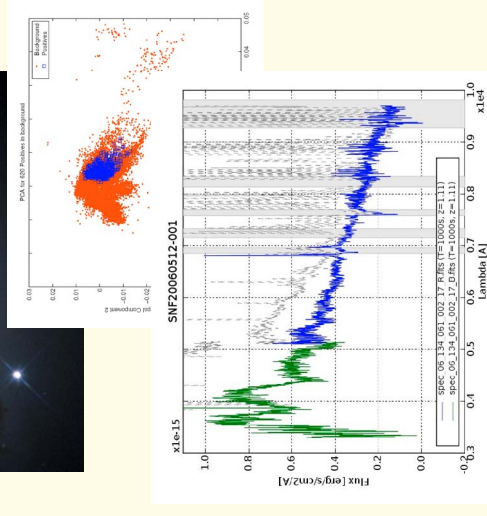 PCA for 620 Positives in background
Background
Positives
psl Component 2
0.03
0.02
0.01
0.00
−0.01
−0.02
0.04
0.05
SNF20060512-001
x1e-15
Flux [erg/s/cm2/A]
1.0
0.8
0.6
0.4
0.2
0.0
-0.2
0.3
0.4
0.5
0.6
0.7
0.8
0.9
1.0
x1e4
Lambda [A]
spec_06_134_061_002_17_R.fits (T=1000s, z=1.11)
spec_06_134_061_002_17_B.fits (T=1000s, z=1.11)